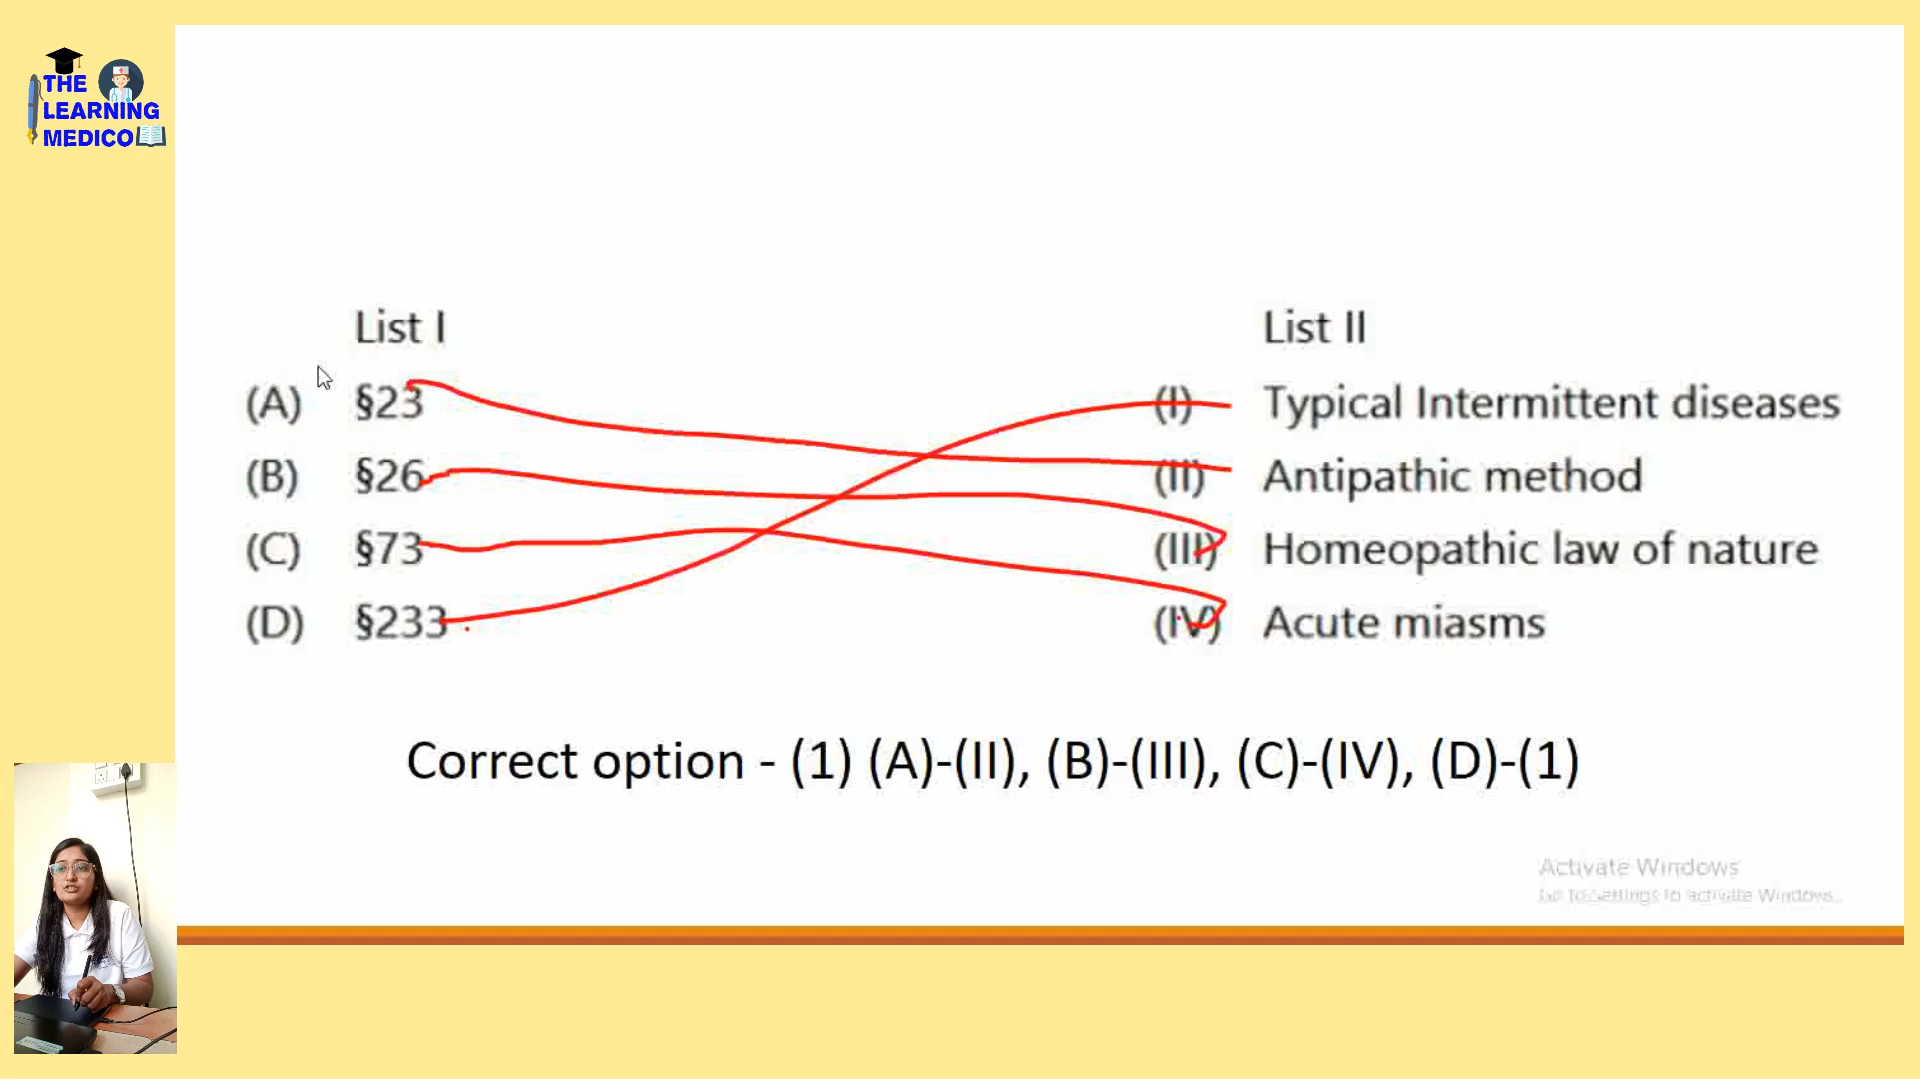 THE
LEARNING
MEDICO
List I List II
(A) §23 (I) Typical Intermittent diseases
(B) §26 (II) Antipathic method
(C) §73 (III) Homeopathic law of nature
(D) §233 (IV) Acute miasms
Correct option - (1) (A)-(II), (B)-(III), (C)-(IV), (D)-(1)
Activate Windows
Go to Settings to activate Windows.